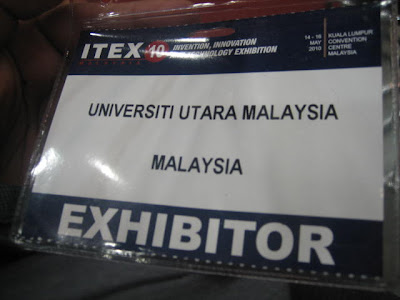 ITEX 10
INVENTION, INNOVATION
TECHNOLOGY EXHIBITION
14 - 16
MAY
2010
KUALA LUMPUR
CONVENTION
CENTRE
MALAYSIA
UNIVERSITI UTARA MALAYSIA
MALAYSIA
EXHIBITOR